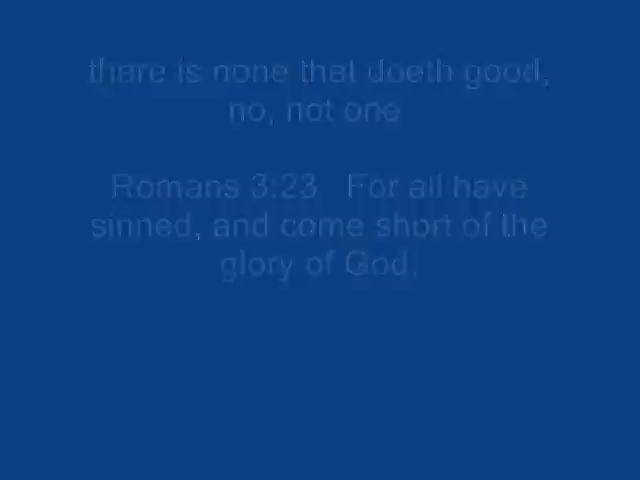 there is none that doeth good,
no, not one
Romans 3:23 For all have
sinned, and come short of the
glory of God;